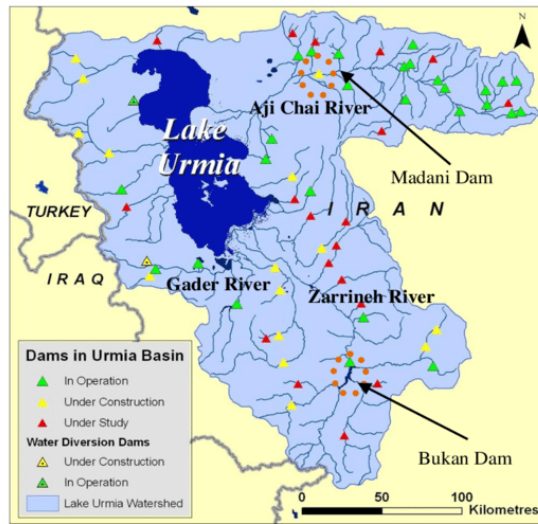 N
Aji Chai River
Lake
Urmia
Madani Dam
TURKEY
IRAN
IRAQ
Gader River
Zarrineh River
Dams in Urmia Basin
In Operation
Under Construction
Under Study
Water Diversion Dams
Under Construction
In Operation
Lake Urmia Watershed
Bukan Dam
0 50 100
Kilometres